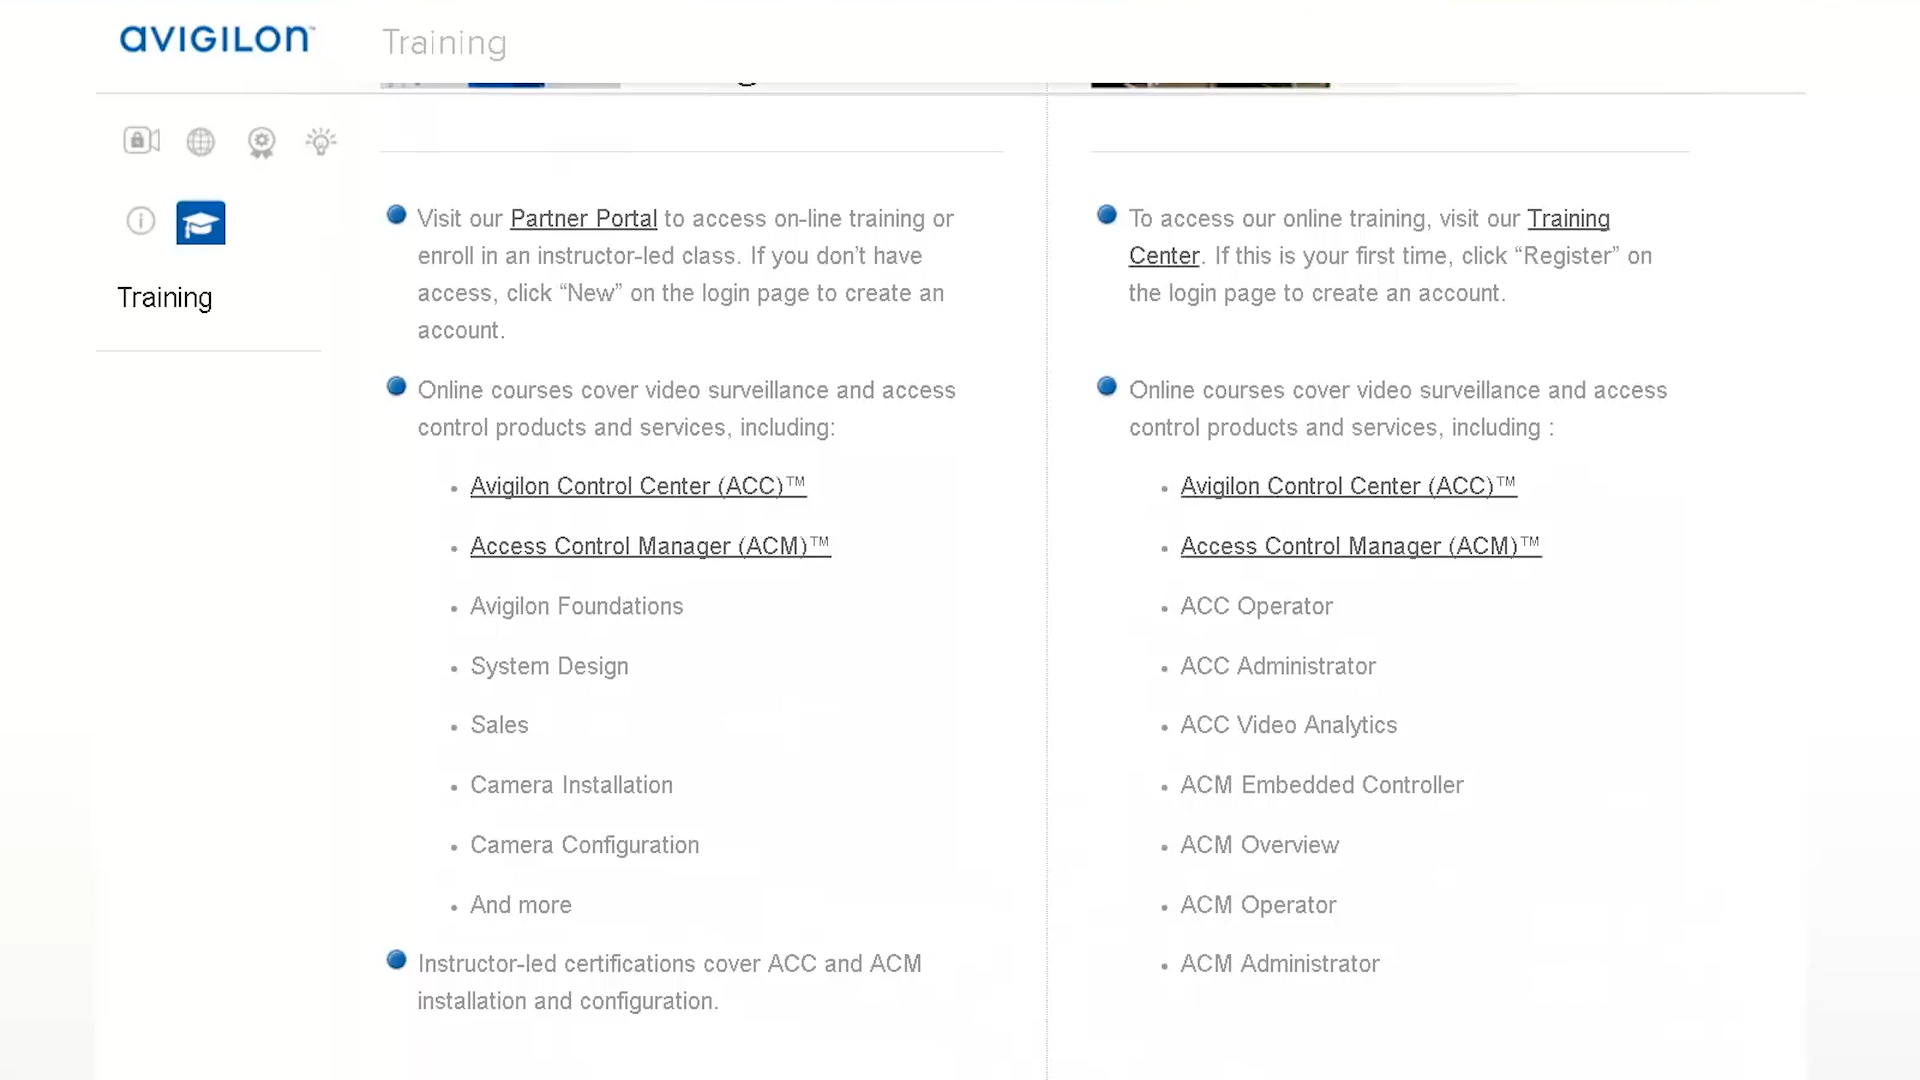 AVIGILON™
Training
Training
Visit our Partner Portal to access on-line training or
enroll in an instructor-led class. If you don’t have
access, click “New” on the login page to create an
account.
Online courses cover video surveillance and access
control products and services, including:
Avigilon Control Center (ACC)™
Access Control Manager (ACM)™
Avigilon Foundations
System Design
Sales
Camera Installation
Camera Configuration
And more
Instructor-led certifications cover ACC and ACM
installation and configuration.
To access our online training, visit our Training
Center. If this is your first time, click “Register” on
the login page to create an account.
Online courses cover video surveillance and access
control products and services, including :
Avigilon Control Center (ACC)™
Access Control Manager (ACM)™
ACC Operator
ACC Administrator
ACC Video Analytics
ACM Embedded Controller
ACM Overview
ACM Operator
ACM Administrator